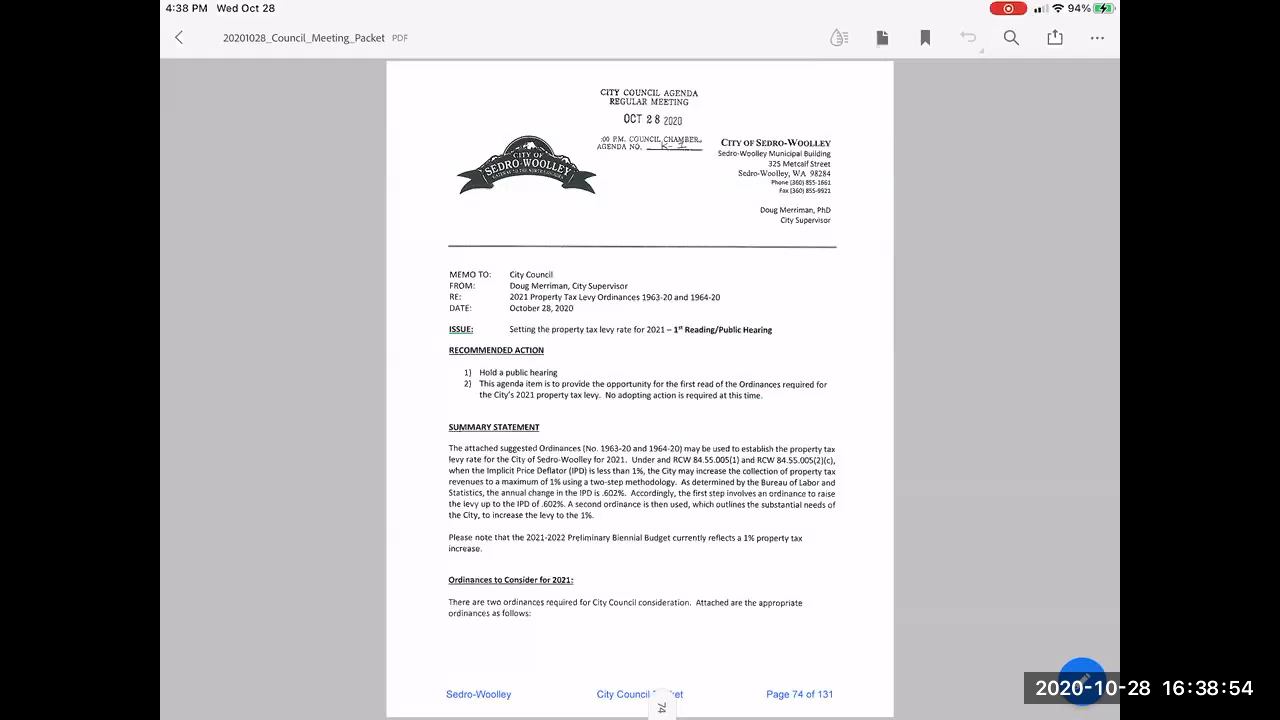 4:38 PM Wed Oct 28
94%
20201028_Council_Meeting_Packet PDF
CITY COUNCIL AGENDA
REGULAR MEETING
OCT 28 2020
:00 P.M. COUNCIL CHAMBER
AGENDA NO. K-1
CITY OF
SEDRO-WOOLLEY
CITY OF SEDRO-WOOLLEY
Sedro-Woolley Municipal Building
325 Metcalf Street
Sedro-Woolley, WA 98284
Phone (360) 855-1661
Fax (360) 855-9921
Doug Merriman, PhD
City Supervisor
MEMO TO: City Council
FROM: Doug Merriman, City Supervisor
RE: 2021 Property Tax Levy Ordinances 1963-20 and 1964-20
DATE: October 28, 2020
ISSUE: Setting the property tax levy rate for 2021 – 1st Reading/Public Hearing
RECOMMENDED ACTION
1) Hold a public hearing
2) This agenda item is to provide the opportunity for the first read of the Ordinances required for
the City's 2021 property tax levy. No adopting action is required at this time.
SUMMARY STATEMENT
The attached suggested Ordinances (No. 1963-20 and 1964-20) may be used to establish the property tax
levy rate for the City of Sedro-Woolley for 2021. Under and RCW 84.55.005(1) and RCW 84.55.005(2)(c),
when the Implicit Price Deflator (IPD) is less than 1%, the City may increase the collection of property tax
revenues to a maximum of 1% using a two-step methodology. As determined by the Bureau of Labor and
Statistics, the annual change in the IPD is .602%. Accordingly, the first step involves an ordinance to raise
the levy up to the IPD of .602%. A second ordinance is then used, which outlines the substantial needs of
the City, to increase the levy to the 1%.
Please note that the 2021-2022 Preliminary Biennial Budget currently reflects a 1% property tax
increase.
Ordinances to Consider for 2021:
There are two ordinances required for City Council consideration. Attached are the appropriate
ordinances as follows:
Sedro-Woolley City Council Packet Page 74 of 131
74
2020-10-28 16:38:54